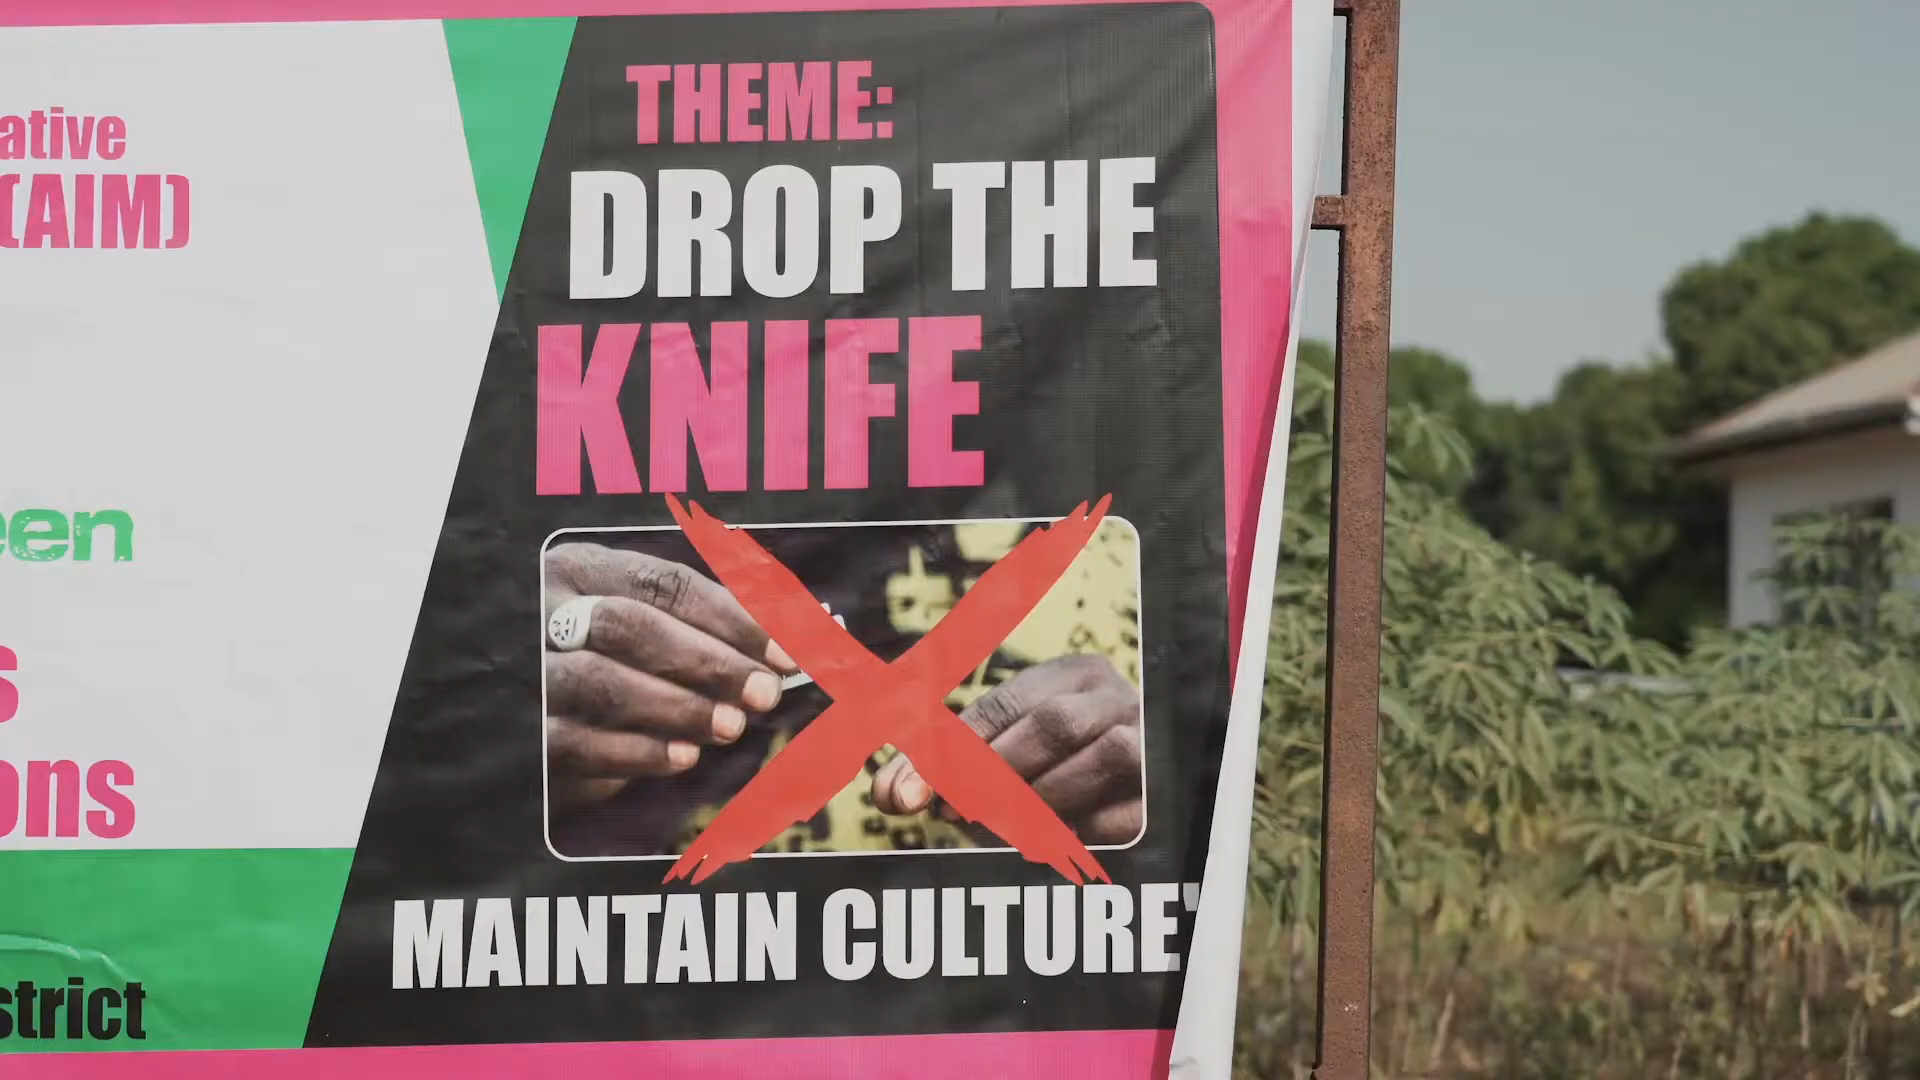 ative
(AIM)
een
s
ons
strict
THEME:
DROP THE
KNIFE
MAINTAIN CULTURE'